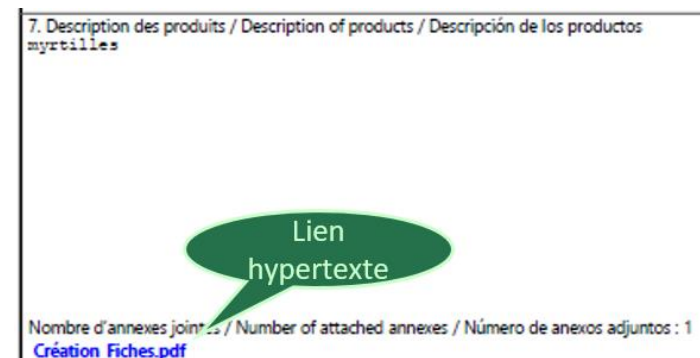 7. Description des produits / Description of products / Descripción de los productos
myrtilles
Lien
hypertexte
Nombre d'annexes jointes / Number of attached annexes / Número de anexos adjuntos : 1
Création Fiches.pdf